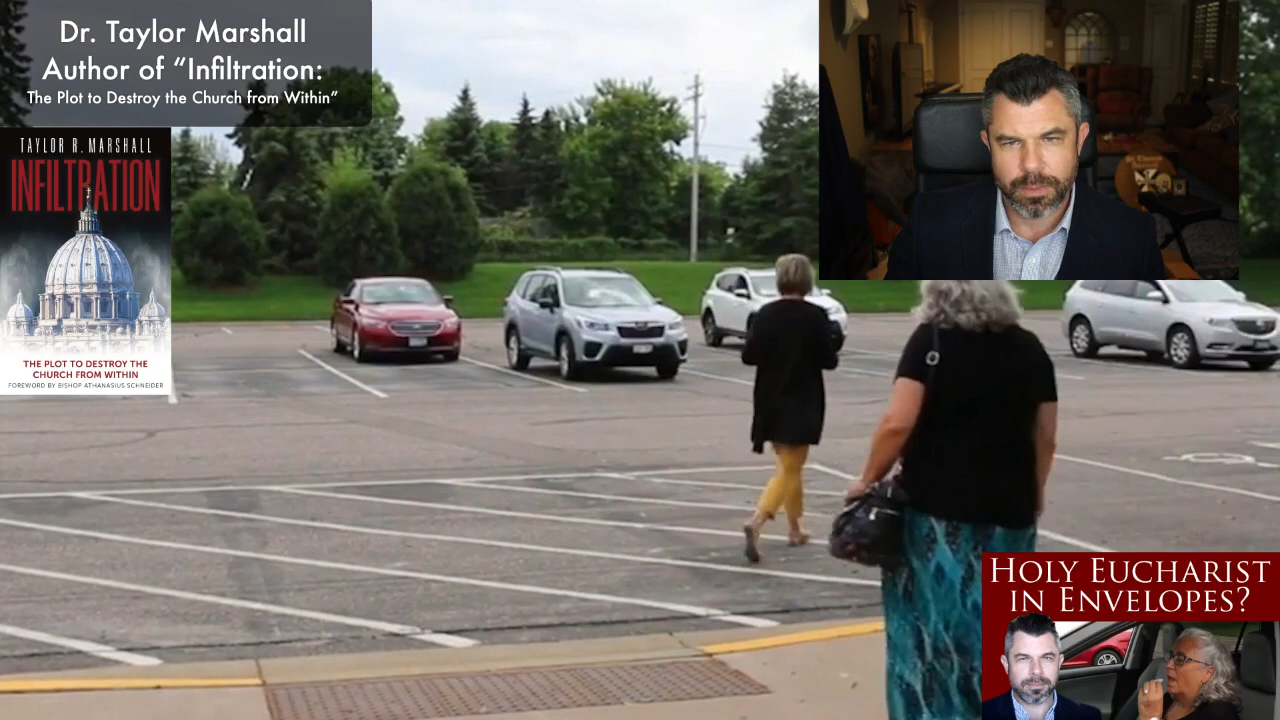 Dr. Taylor Marshall
Author of “Infiltration:
The Plot to Destroy the Church from Within”
TAYLOR R. MARSHALL
INFILTRATION
THE PLOT TO DESTROY THE
CHURCH FROM WITHIN
FOREWORD BY BISHOP ATHANASIUS SCHNEIDER
HOLY EUCHARIST
IN ENVELOPES?